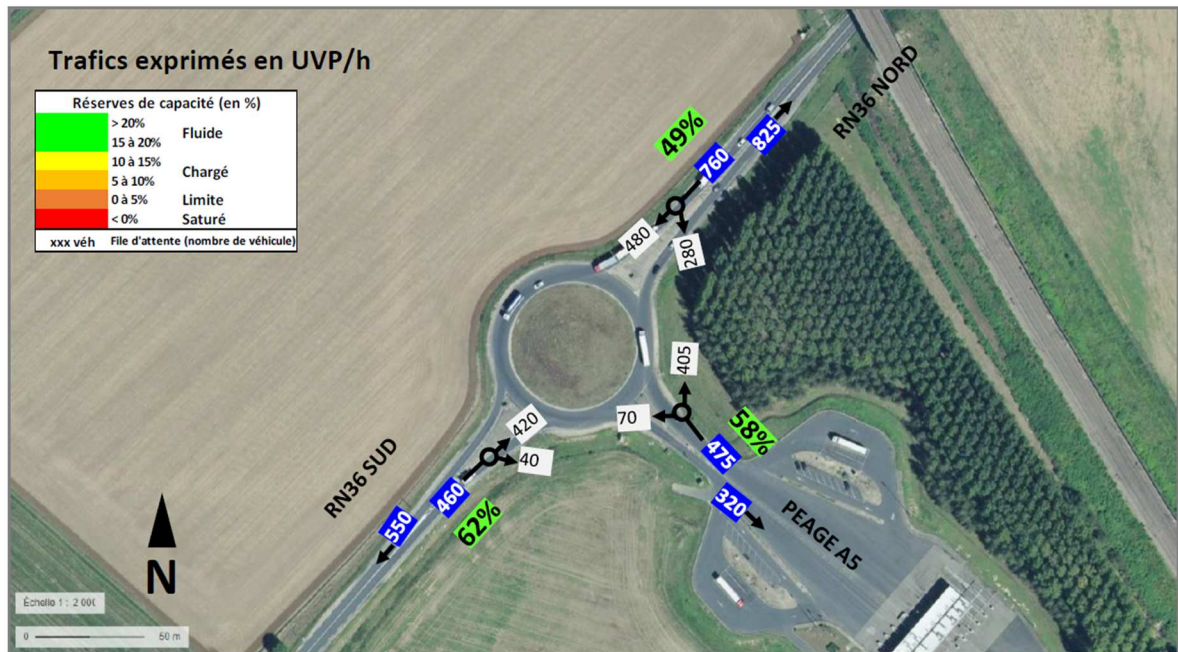 Trafics exprimés en UVP/h
Réserves de capacité (en %)
> 20%
15 à 20%
Fluide
10 à 15%
5 à 10%
Chargé
0 à 5%
Limite
< 0%
Saturé
xxx véh
File d'attente (nombre de véhicule)
RN36 NORD
49%
760
825
480
280
405
70
58%
475
320
PEAGE A5
420
40
RN36 SUD
460
550
62%
N
Échelle 1 : 2 000
0
50 m